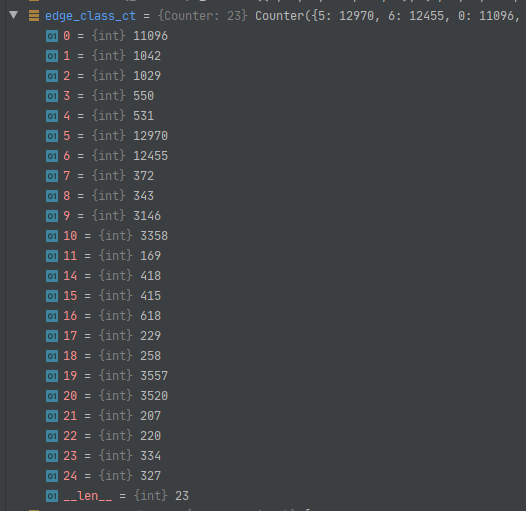 edge_class_ct = {Counter: 23} Counter({5: 12970, 6: 12455, 0: 11096,
01 0 = {int} 11096
01 1 = {int} 1042
01 2 = {int} 1029
01 3 = {int} 550
01 4 = {int} 531
01 5 = {int} 12970
01 6 = {int} 12455
01 7 = {int} 372
01 8 = {int} 343
01 9 = {int} 3146
01 10 = {int} 3358
01 11 = {int} 169
01 14 = {int} 418
01 15 = {int} 415
01 16 = {int} 618
01 17 = {int} 229
01 18 = {int} 258
01 19 = {int} 3557
01 20 = {int} 3520
01 21 = {int} 207
01 22 = {int} 220
01 23 = {int} 334
01 24 = {int} 327
01 __len__ = {int} 23